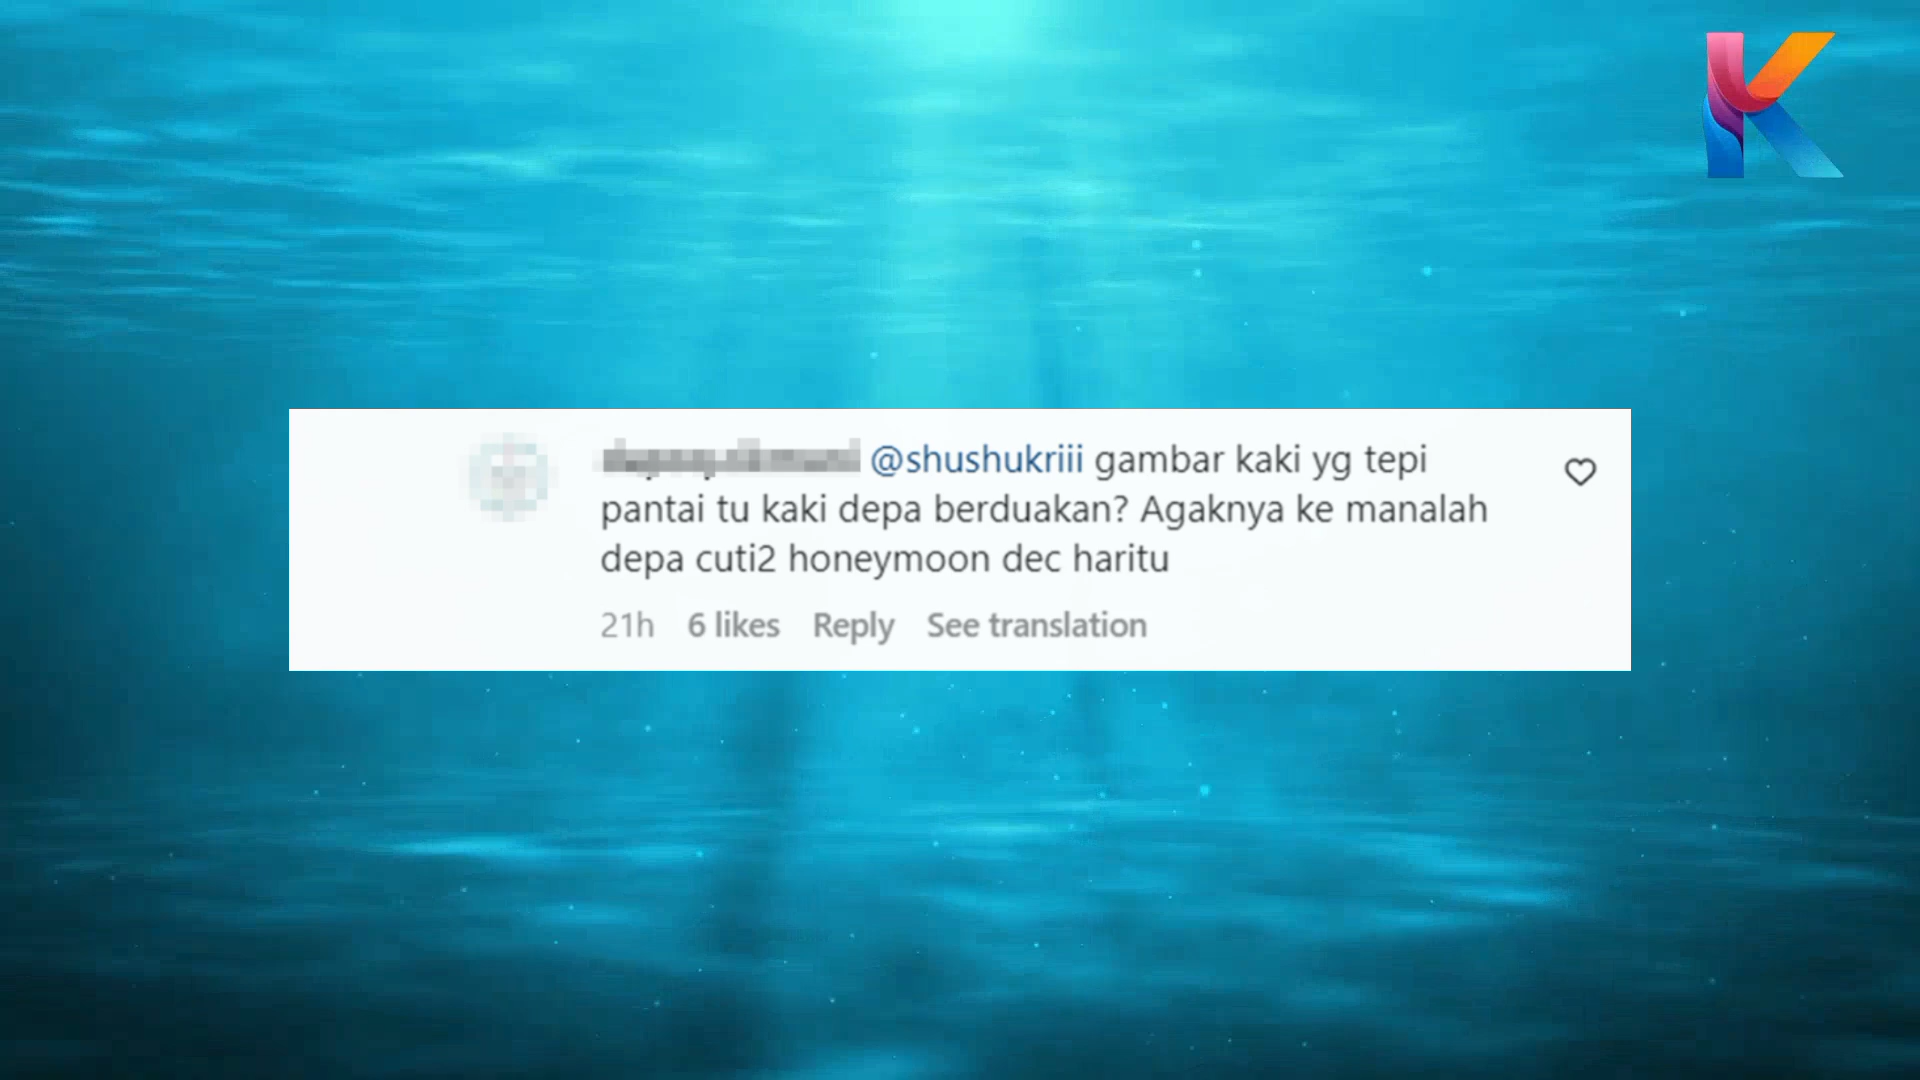 @shushukriii gambar kaki yg tepi
pantai tu kaki depa berduakan? Agaknya ke manalah
depa cuti2 honeymoon dec haritu
21h 6 likes Reply See translation
K